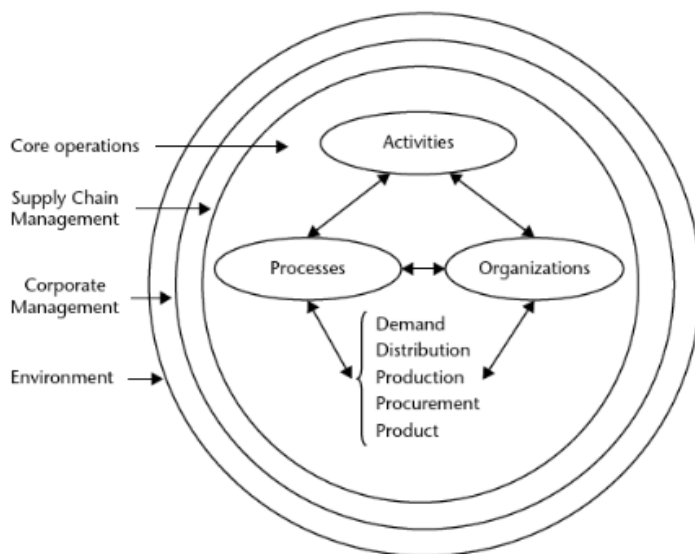 Core operations
Activities
Supply Chain
Management
Processes
Organizations
Corporate
Management
Demand
Distribution
Environment
Production
Procurement
Product